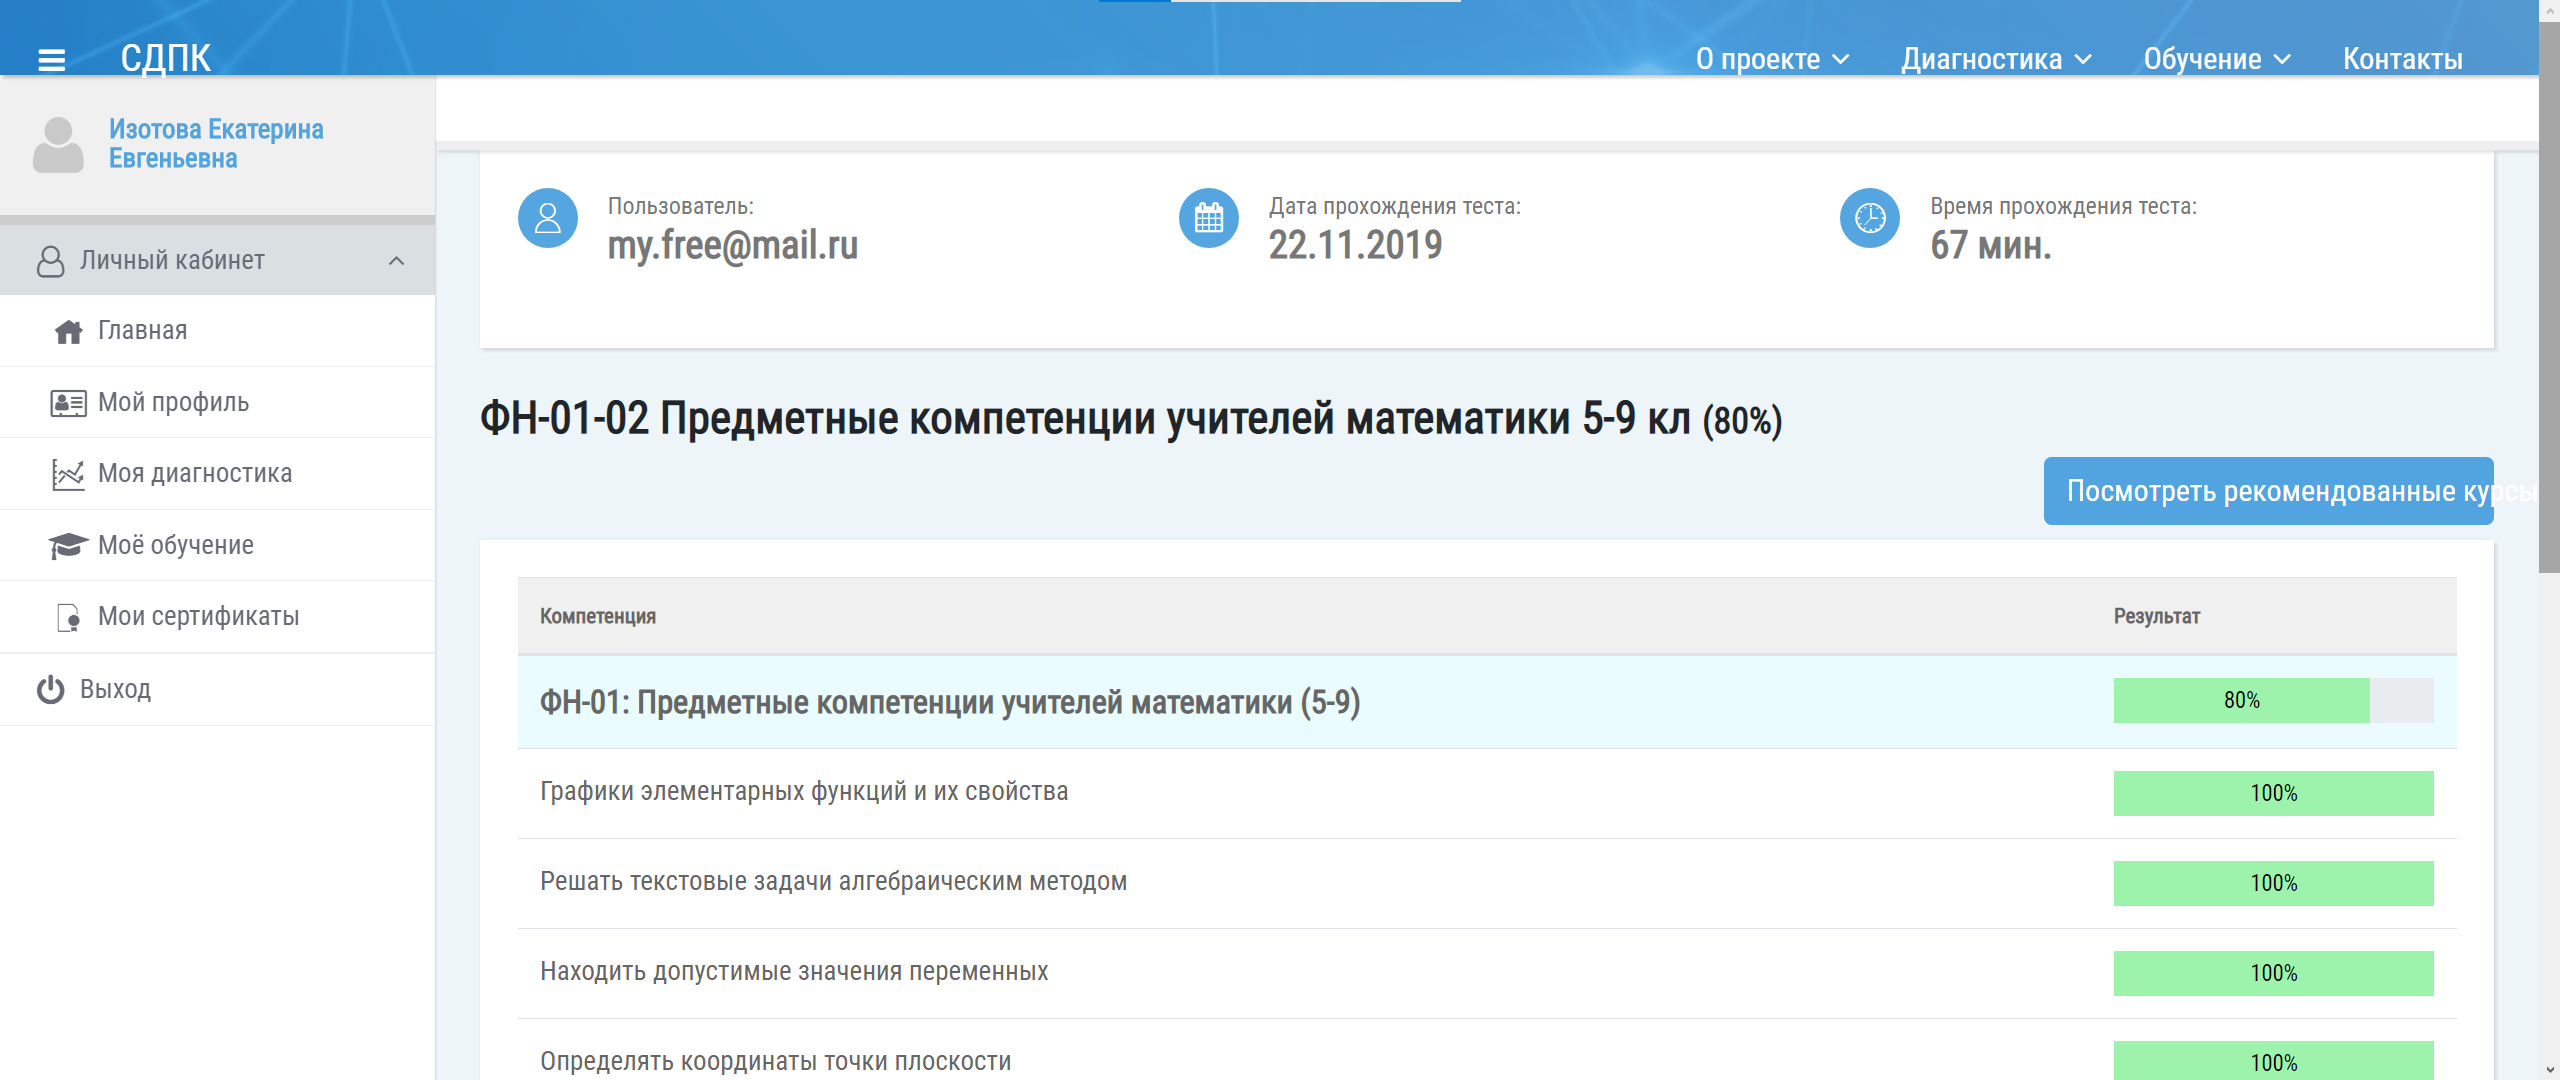 СДПК
О проекте
Диагностика
Обучение
Контакты
Изотова Екатерина
Евгеньевна
Личный кабинет
Главная
Мой профиль
Моя диагностика
Моё обучение
Мои сертификаты
Выход
Пользователь:
my.free@mail.ru
Дата прохождения теста:
22.11.2019
Время прохождения теста:
67 мин.
ФН-01-02 Предметные компетенции учителей математики 5-9 кл (80%)
Посмотреть рекомендованные курсы
Компетенция Результат
ФН-01: Предметные компетенции учителей математики (5-9) 80%
Графики элементарных функций и их свойства 100%
Решать текстовые задачи алгебраическим методом 100%
Находить допустимые значения переменных 100%
Определять координаты точки плоскости 100%